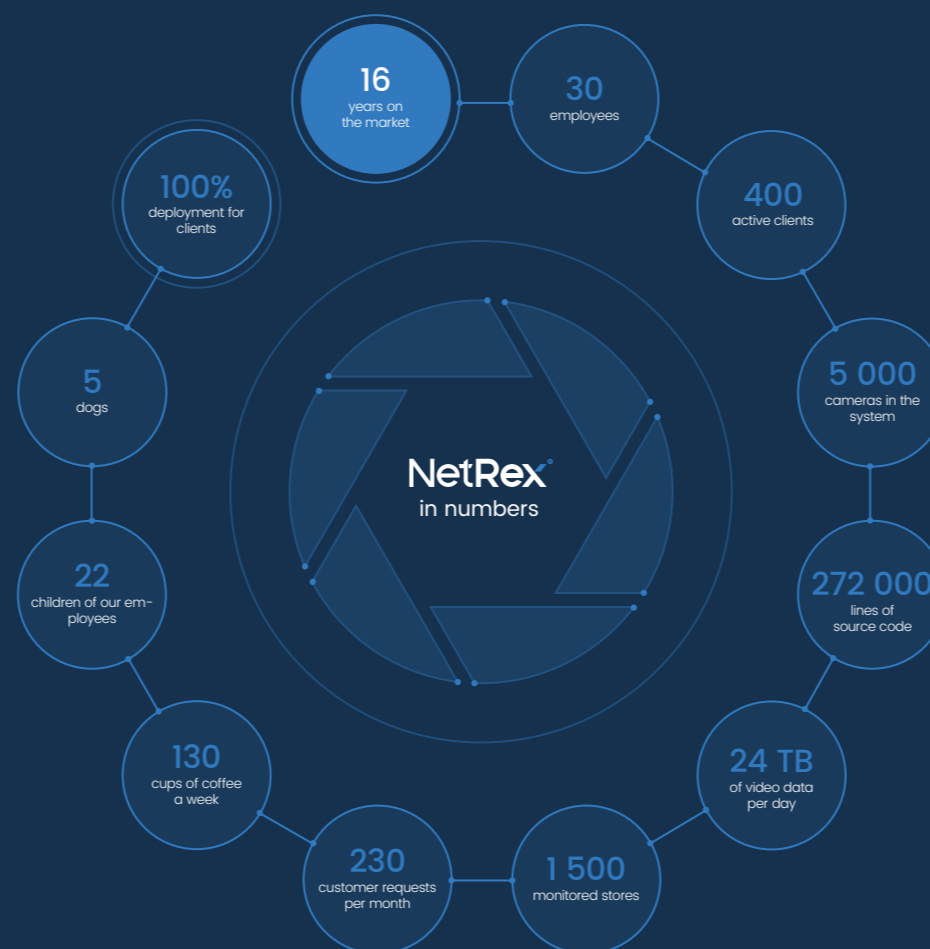 16
years on
the market
30
employees
400
active clients
5 000
cameras in the
system
272 000
lines of
source code
24 TB
of video data
per day
1 500
monitored stores
230
customer requests
per month
130
cups of coffee
a week
22
children of our em-
ployees
5
dogs
100%
deployment for
clients
NetRex
in numbers